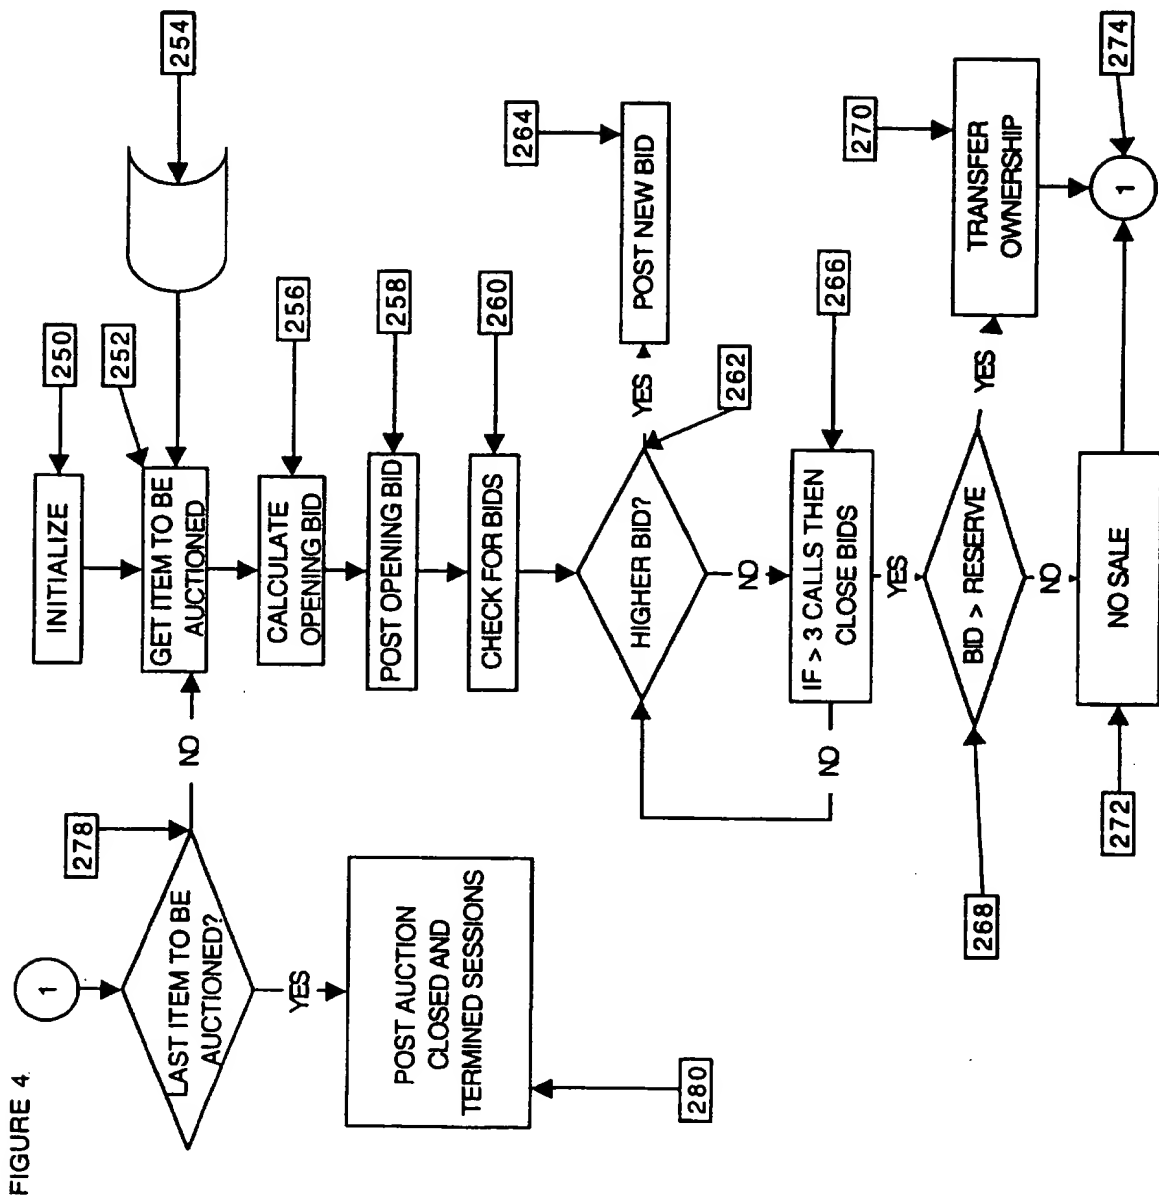 FIGURE 4
1
LAST ITEM TO BE
AUCTIONED?
278
NO
YES
POST AUCTION
CLOSED AND
TERMINED SESSIONS
280
INITIALIZE
250
GET ITEM TO BE
AUCTIONED
252
254
CALCULATE
OPENING BID
256
POST OPENING BID
258
CHECK FOR BIDS
260
HIGHER BID?
262
YES
POST NEW BID
264
NO
IF > 3 CALLS THEN
CLOSE BIDS
266
NO
YES
BID > RESERVE
268
YES
TRANSFER
OWNERSHIP
270
NO
NO SALE
272
1
274